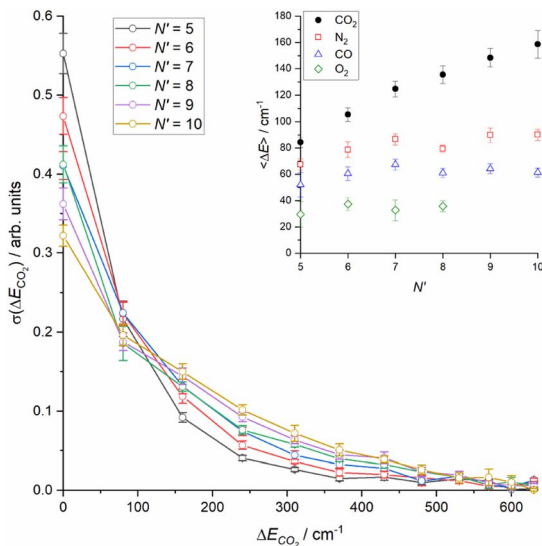 0.6
0.5
0.4
0.3
0.2
0.1
0.0
σ(ΔE_CO₂) / arb. units
0 100 200 300 400 500 600
ΔE_CO₂ / cm⁻¹
N' = 5
N' = 6
N' = 7
N' = 8
N' = 9
N' = 10
180
160
140
120
100
80
60
40
20
0
<ΔE> / cm⁻¹
5 6 7 8 9 10
N'
CO₂
N₂
CO
O₂